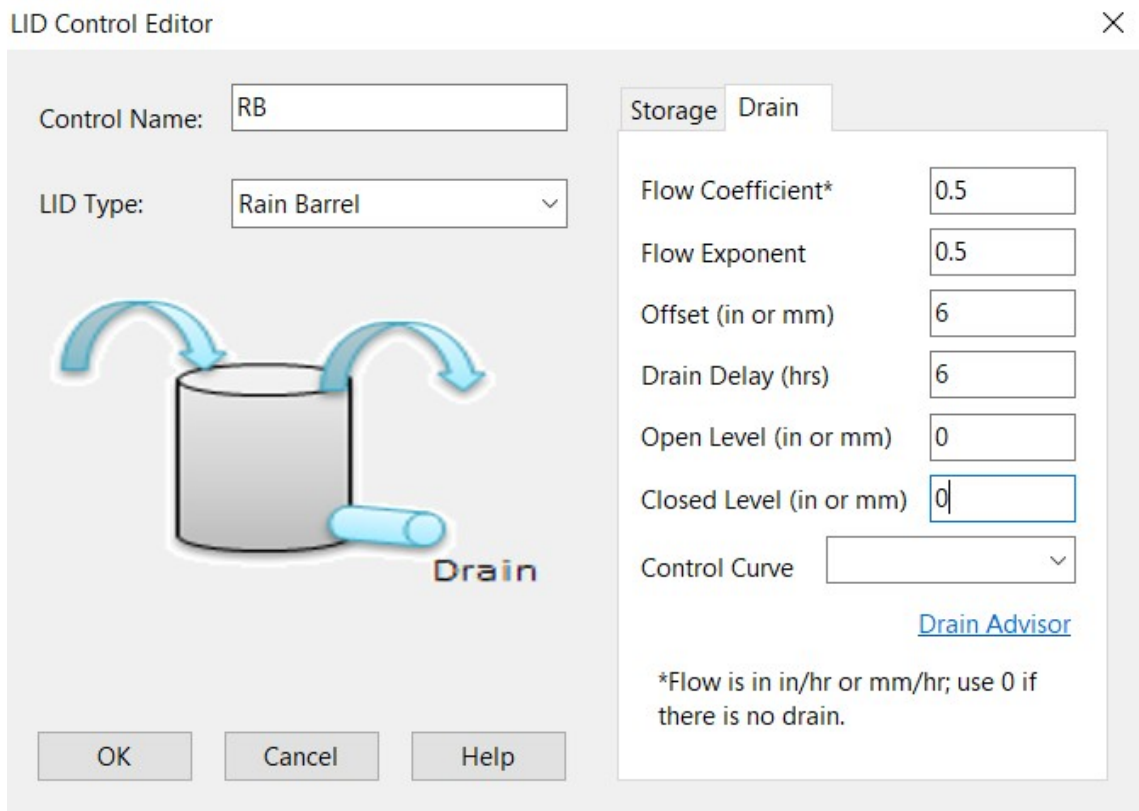 LID Control Editor
Control Name: RB
LID Type: Rain Barrel
Drain
OK Cancel Help
Storage Drain
Flow Coefficient* 0.5
Flow Exponent 0.5
Offset (in or mm) 6
Drain Delay (hrs) 6
Open Level (in or mm) 0
Closed Level (in or mm) 0
Control Curve
Drain Advisor
*Flow is in in/hr or mm/hr; use 0 if
there is no drain.